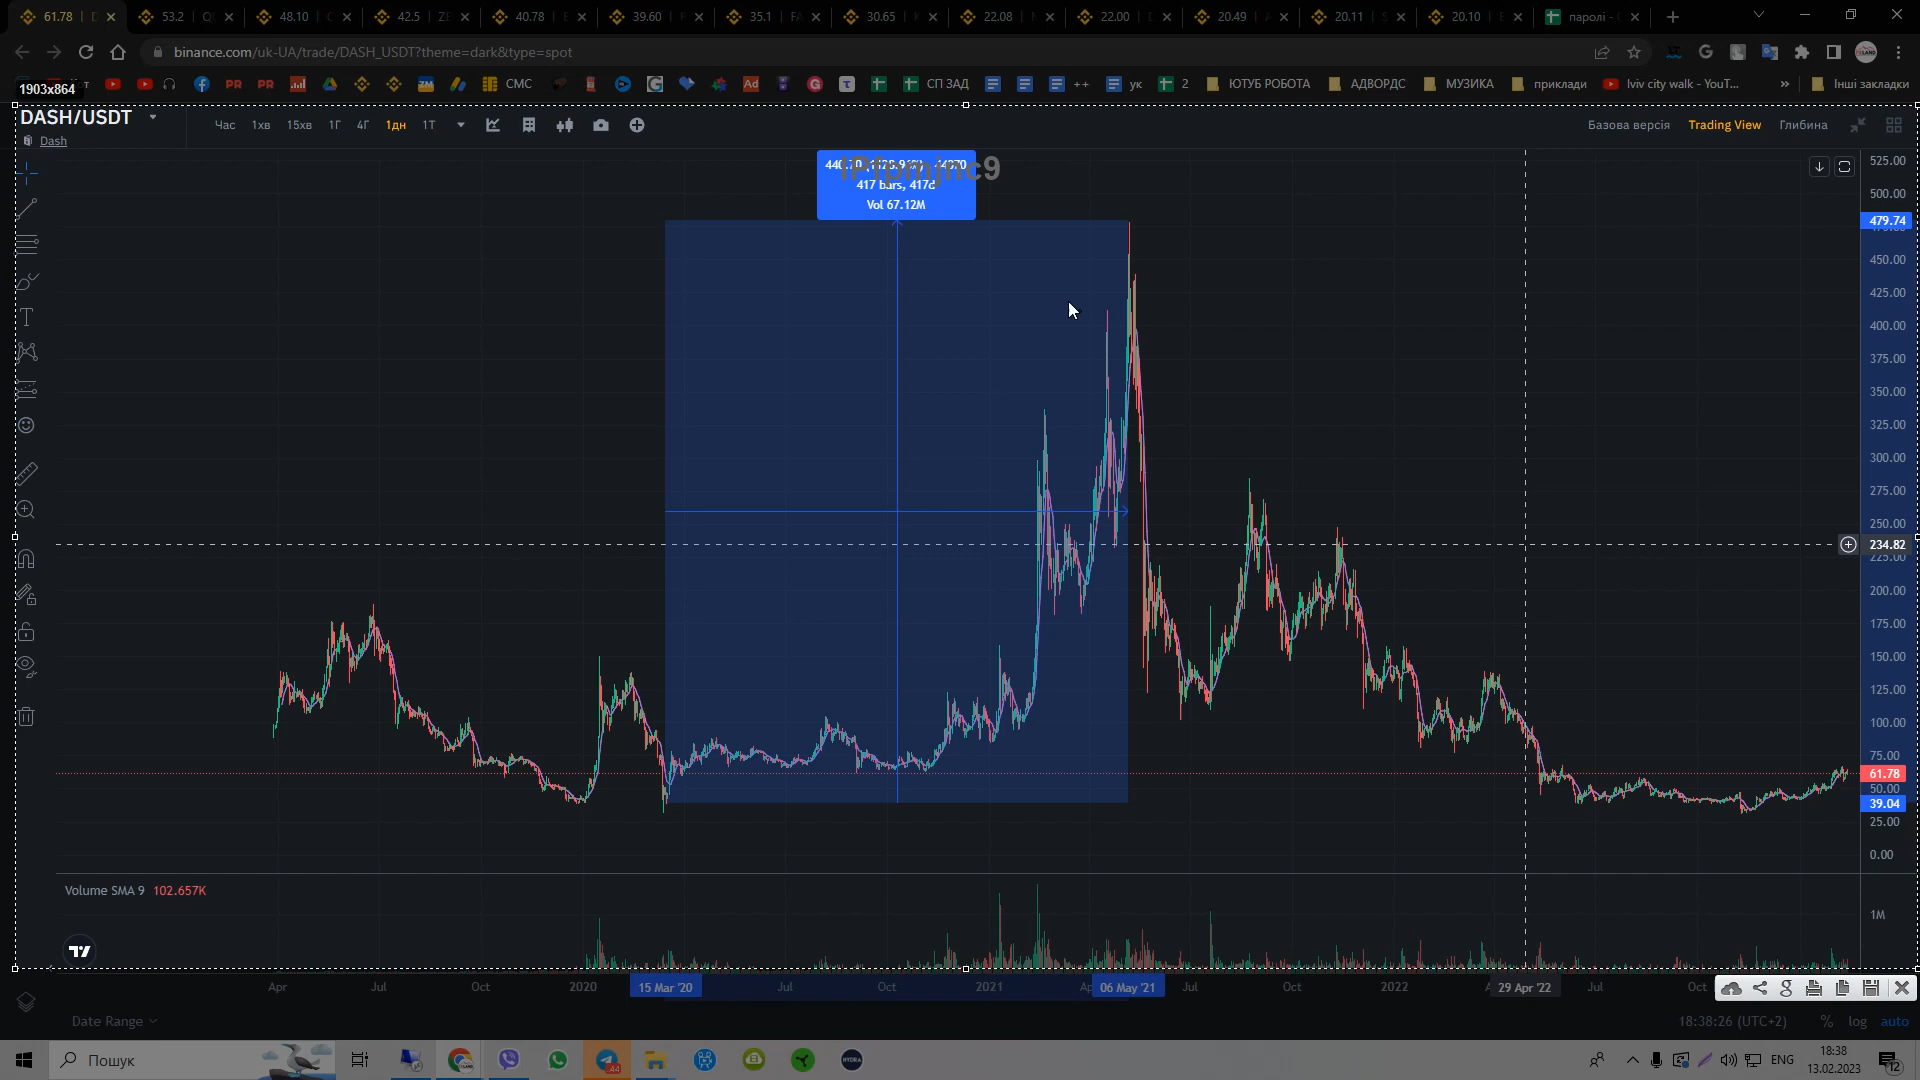 61.78
53.2
48.10
42.5
40.78
39.60
35.1
30.65
22.08
22.00
20.49
20.11
20.10
паролі -
binance.com/uk-UA/trade/DASH_USDT?theme=dark&type=spot
СМС
СП ЗАД
++
ук
2
ЮТУБ РОБОТА
АДВОРДС
МУЗИКА
приклади
lviv city walk - YouT...
»
Інші закладки
1903x864
DASH/USDT
Dash
Час 1хв 15хв 1Г 4Г 1дн 1Т
Базова версія Trading View Глибина
417 bars, 417d
Vol 67.12M
525.00
500.00
479.74
450.00
425.00
400.00
375.00
350.00
325.00
300.00
275.00
250.00
234.82
225.00
200.00
175.00
150.00
125.00
100.00
75.00
61.78
50.00
39.04
25.00
0.00
Volume SMA 9 102.657K
1M
Apr Jul Oct 2020 15 Mar '20 Jul Oct 2021 06 May '21 Jul Oct 2022 29 Apr '22 Jul Oct
Date Range
18:38:26 (UTC+2) % log auto
Пошук
44
HYDRA
ENG
18:38
13.02.2023
12